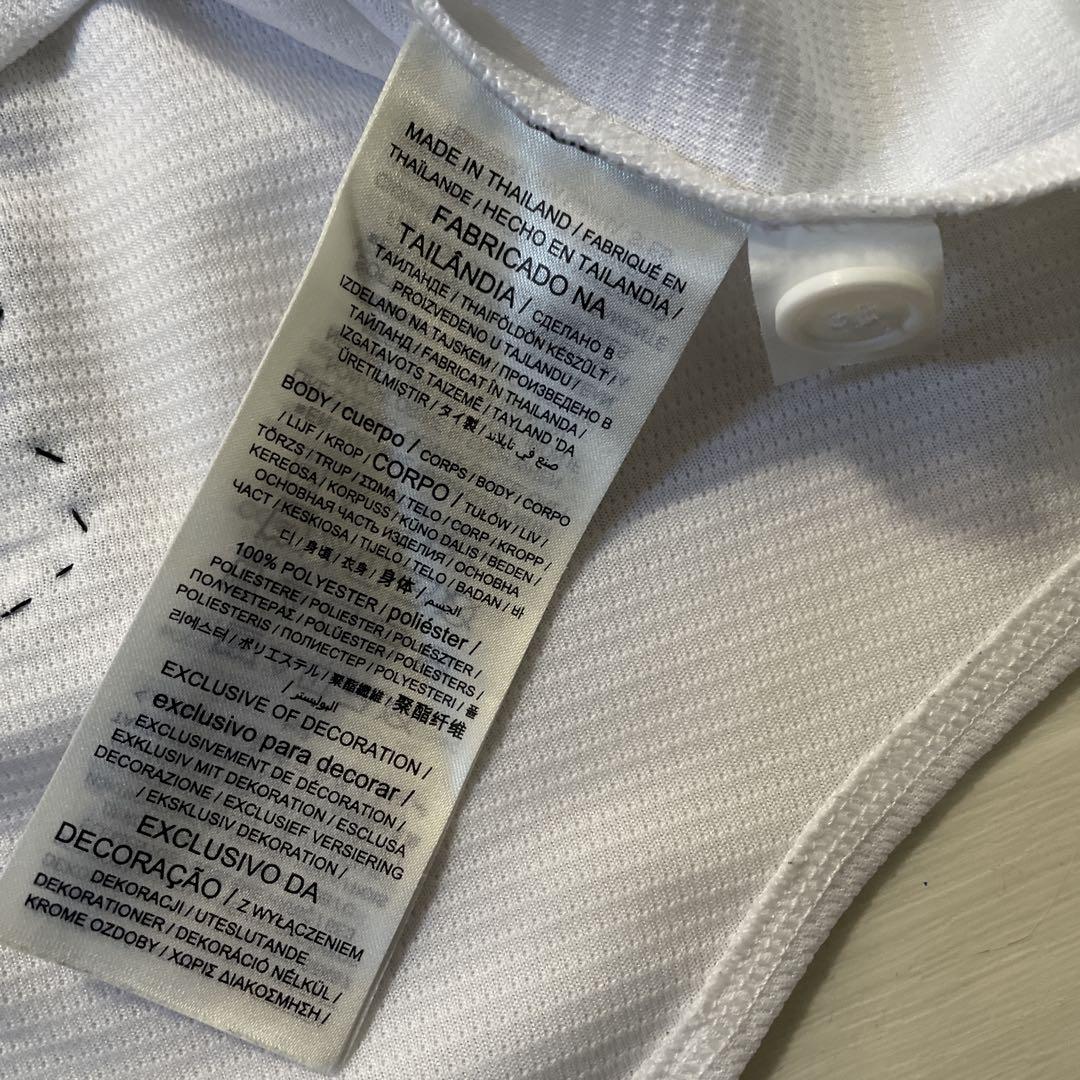 MADE IN THAILAND / FABRIQUÉ EN
THAÏLANDE / HECHO EN TAILANDIA /
FABRICADO NA
TAILÂNDIA / СДЕЛАНО В
ТАИЛАНДЕ / THAIFÖLDÖN KESZÜLT /
PROIZVEDENO U TAJLANDU /
IZDELANO NA TAJSKEM / ПРОИЗВЕДЕНО В
ТАЙЛАНД / FABRICAT ÎN THAILANDA /
IZGATAVOTS TAIZEMĒ / TAYLAND 'DA
ÜRETILMIŞTIR / タイ製 / صنع في تايلاند
BODY / cuerpo / CORPS / BODY / CORPO
/ LIJF / KROP / CORPO / TUŁÓW / LIV /
TÖRZS / TRUP / ΣΩΜΑ / TELO / CORP / KROPP /
KEREOSA / KORPUSS / KŪNO DALIS / BEDEN /
ОСНОВНАЯ ЧАСТЬ ИЗДЕЛИЯ / ОСНОВНА
ЧАСТ / KESKIOSA / TIJELO / TELO / BADAN / 바
디 / 身頃 / 衣身 / 身体 / الجسم /
100% POLYESTER / poliéster /
POLIESTERE / POLIESTER / POLIÉSZTER /
ΠΟΛΥΕΣΤΕΡΑΣ / POLÜESTER / POLIESTERS /
POLIESTERIS / ПОЛИЕСТЕР / POLYESTERI / 폴
리에스터 / ポリエステル / 聚酯纖維 / 聚酯纤维
/ البوليستر
EXCLUSIVE OF DECORATION /
exclusivo para decorar /
EXCLUSIVEMENT DE DÉCORATION /
EXKLUSIV MIT DEKORATION / ESCLUSA
DECORAZIONE / EXCLUSIEF VERSIERING
/ EKSKLUSIV DEKORATION /
EXCLUSIVO DA
DECORAÇÃO / Z WYŁĄCZENIEM
DEKORACJI / UTESLUTANDE
DEKORATIONER / DEKORÁCIÓ NÉLKÜL /
KROME OZDOBY / ΧΩΡΙΣ ΔΙΑΚΟΣΜΗΣΗ /